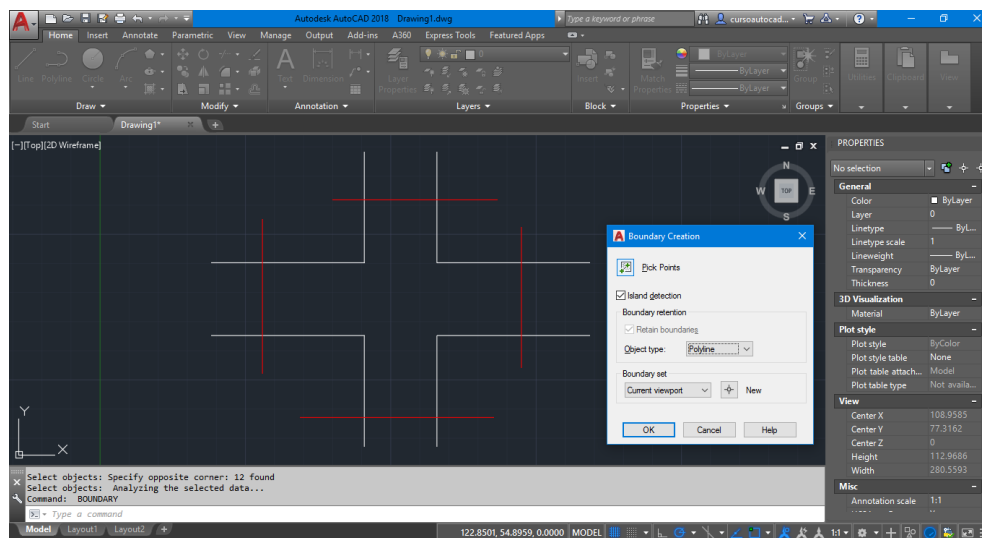 Autodesk AutoCAD 2018 Drawing1.dwg
Type a keyword or phrase
cursoautocad...
Home Insert Annotate Parametric View Manage Output Add-ins A360 Express Tools Featured Apps
Line Polyline Circle Arc
Text Dimension
Layer Properties
0
Insert
Match Properties
ByLayer
ByLayer
ByLayer
Group
Utilities
Clipboard
View
Draw Modify Annotation Layers Block Properties Groups
Start Drawing1* +
[−][Top][2D Wireframe]
N
W TOP E
S
Y
X
Boundary Creation
Pick Points
Island detection
Boundary retention
Retain boundaries
Object type: Polyline
Boundary set
Current viewport New
OK Cancel Help
PROPERTIES
No selection
General
Color ByLayer
Layer 0
Linetype ByL...
Linetype scale 1
Lineweight ByL...
Transparency ByLayer
Thickness 0
3D Visualization
Material ByLayer
Plot style
Plot style ByColor
Plot style table None
Plot table attach... Model
Plot table type Not availa...
View
Center X 108.9585
Center Y 77.3162
Center Z 0
Height 112.9686
Width 280.5593
Misc
Annotation scale 1:1
Select objects: Specify opposite corner: 12 found
Select objects: Analyzing the selected data...
Command: BOUNDARY
Type a command
Model Layout1 Layout2 +
122.8501, 54.8959, 0.0000 MODEL
1:1